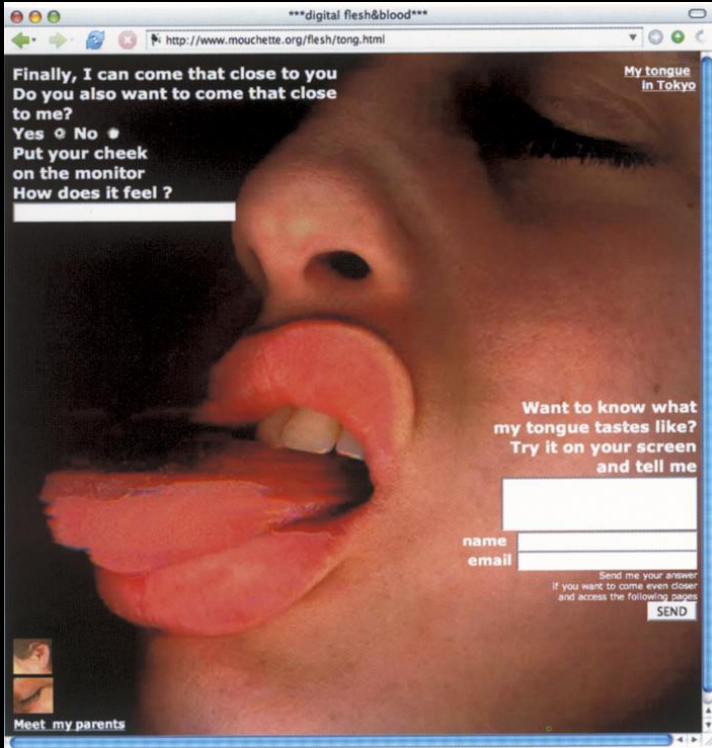 ***digital flesh&blood***
http://www.mouchette.org/flesh/tong.html
Finally, I can come that close to you
Do you also want to come that close
to me?
Yes No
Put your cheek
on the monitor
How does it feel ?
My tongue
in Tokyo
Want to know what
my tongue tastes like?
Try it on your screen
and tell me
name
email
Send me your answer
if you want to come even closer
and access the following pages
SEND
Meet my parents